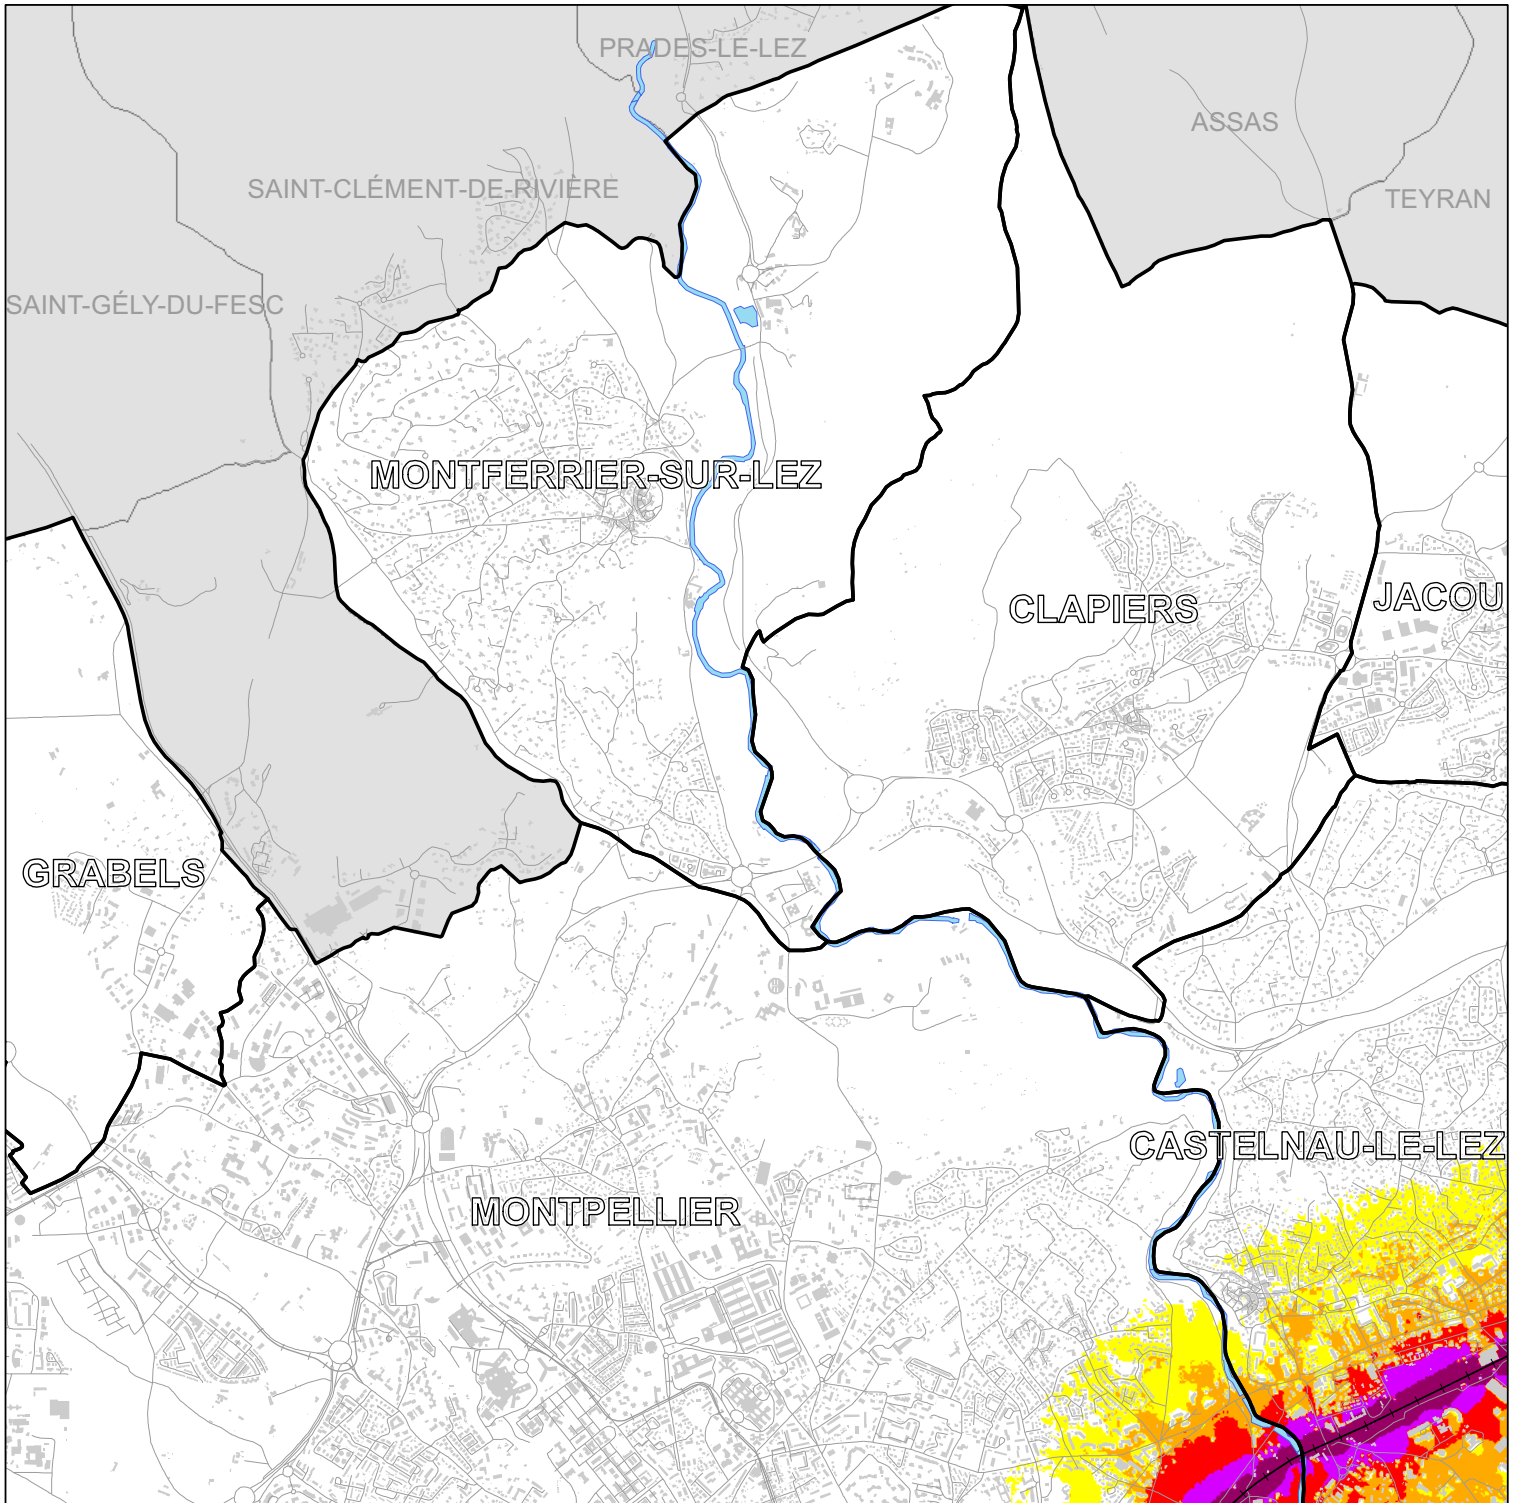 PRADES-LE-LEZ
ASSAS
SAINT-CLÉMENT-DE-RIVIÈRE
TEYRAN
SAINT-GÉLY-DU-FESC
MONTFERRIER-SUR-LEZ
CLAPIERS
JACOU
GRABELS
CASTELNAU-LE-LEZ
MONTPELLIER